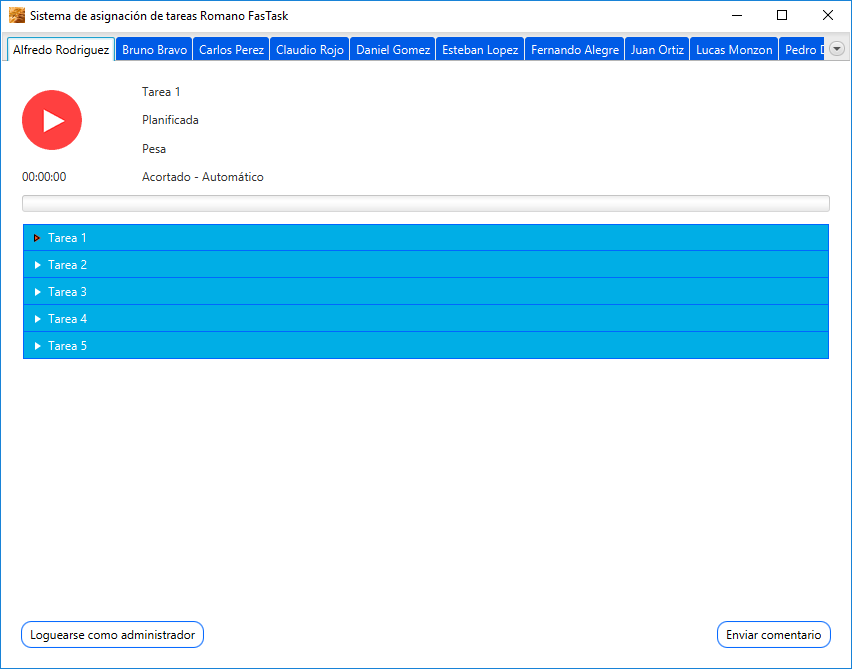 Sistema de asignación de tareas Romano FasTask
Alfredo Rodriguez Bruno Bravo Carlos Perez Claudio Rojo Daniel Gomez Esteban Lopez Fernando Alegre Juan Ortiz Lucas Monzon Pedro
Tarea 1
Planificada
Pesa
00:00:00 Acortado - Automático
Tarea 1
Tarea 2
Tarea 3
Tarea 4
Tarea 5
Loguearse como administrador Enviar comentario